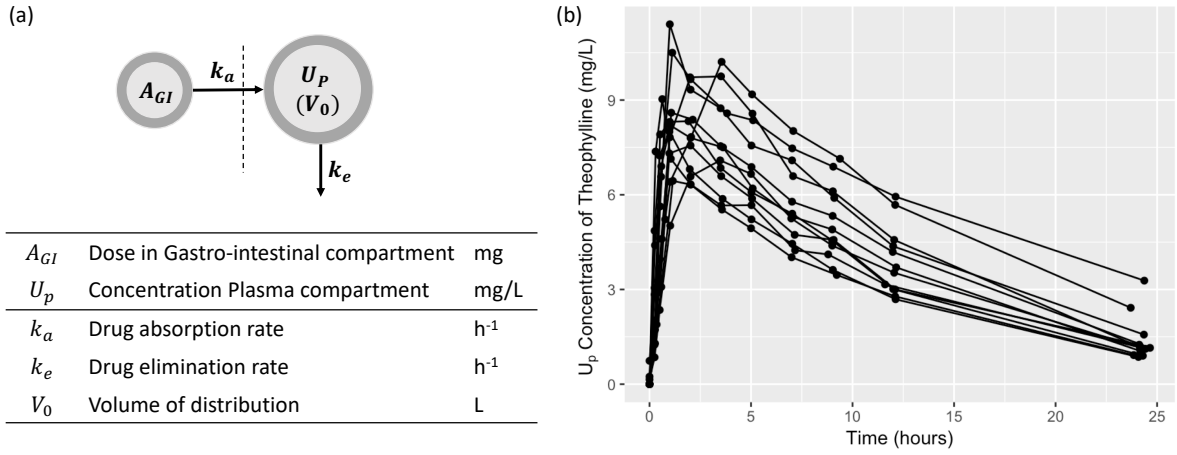 (a)
A_GI
k_a
U_P
(V_0)
k_e
A_GI Dose in Gastro-intestinal compartment mg
U_p Concentration Plasma compartment mg/L
k_a Drug absorption rate h^-1
k_e Drug elimination rate h^-1
V_0 Volume of distribution L
(b)
U_p Concentration of Theophylline (mg/L)
9
6
3
0
0 5 10 15 20 25
Time (hours)